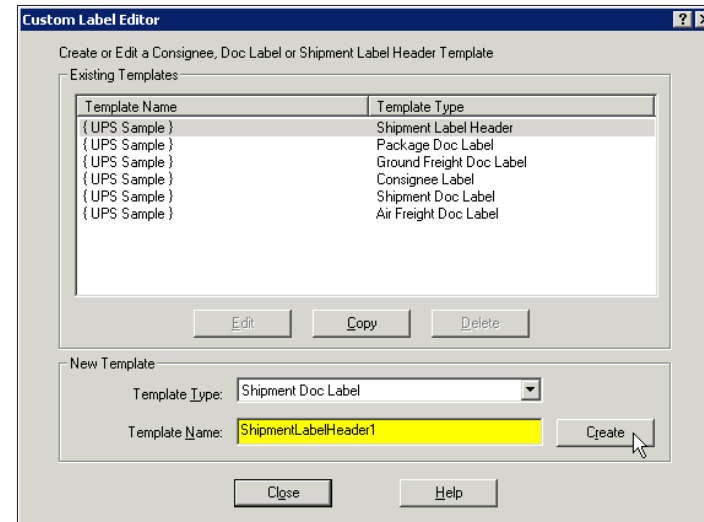 Custom Label Editor
Create or Edit a Consignee, Doc Label or Shipment Label Header Template
Existing Templates
Template Name Template Type
{ UPS Sample } Shipment Label Header
{ UPS Sample } Package Doc Label
{ UPS Sample } Ground Freight Doc Label
{ UPS Sample } Consignee Label
{ UPS Sample } Shipment Doc Label
{ UPS Sample } Air Freight Doc Label
Edit Copy Delete
New Template
Template Type: Shipment Doc Label
Template Name: ShipmentLabelHeader1 Create
Close Help